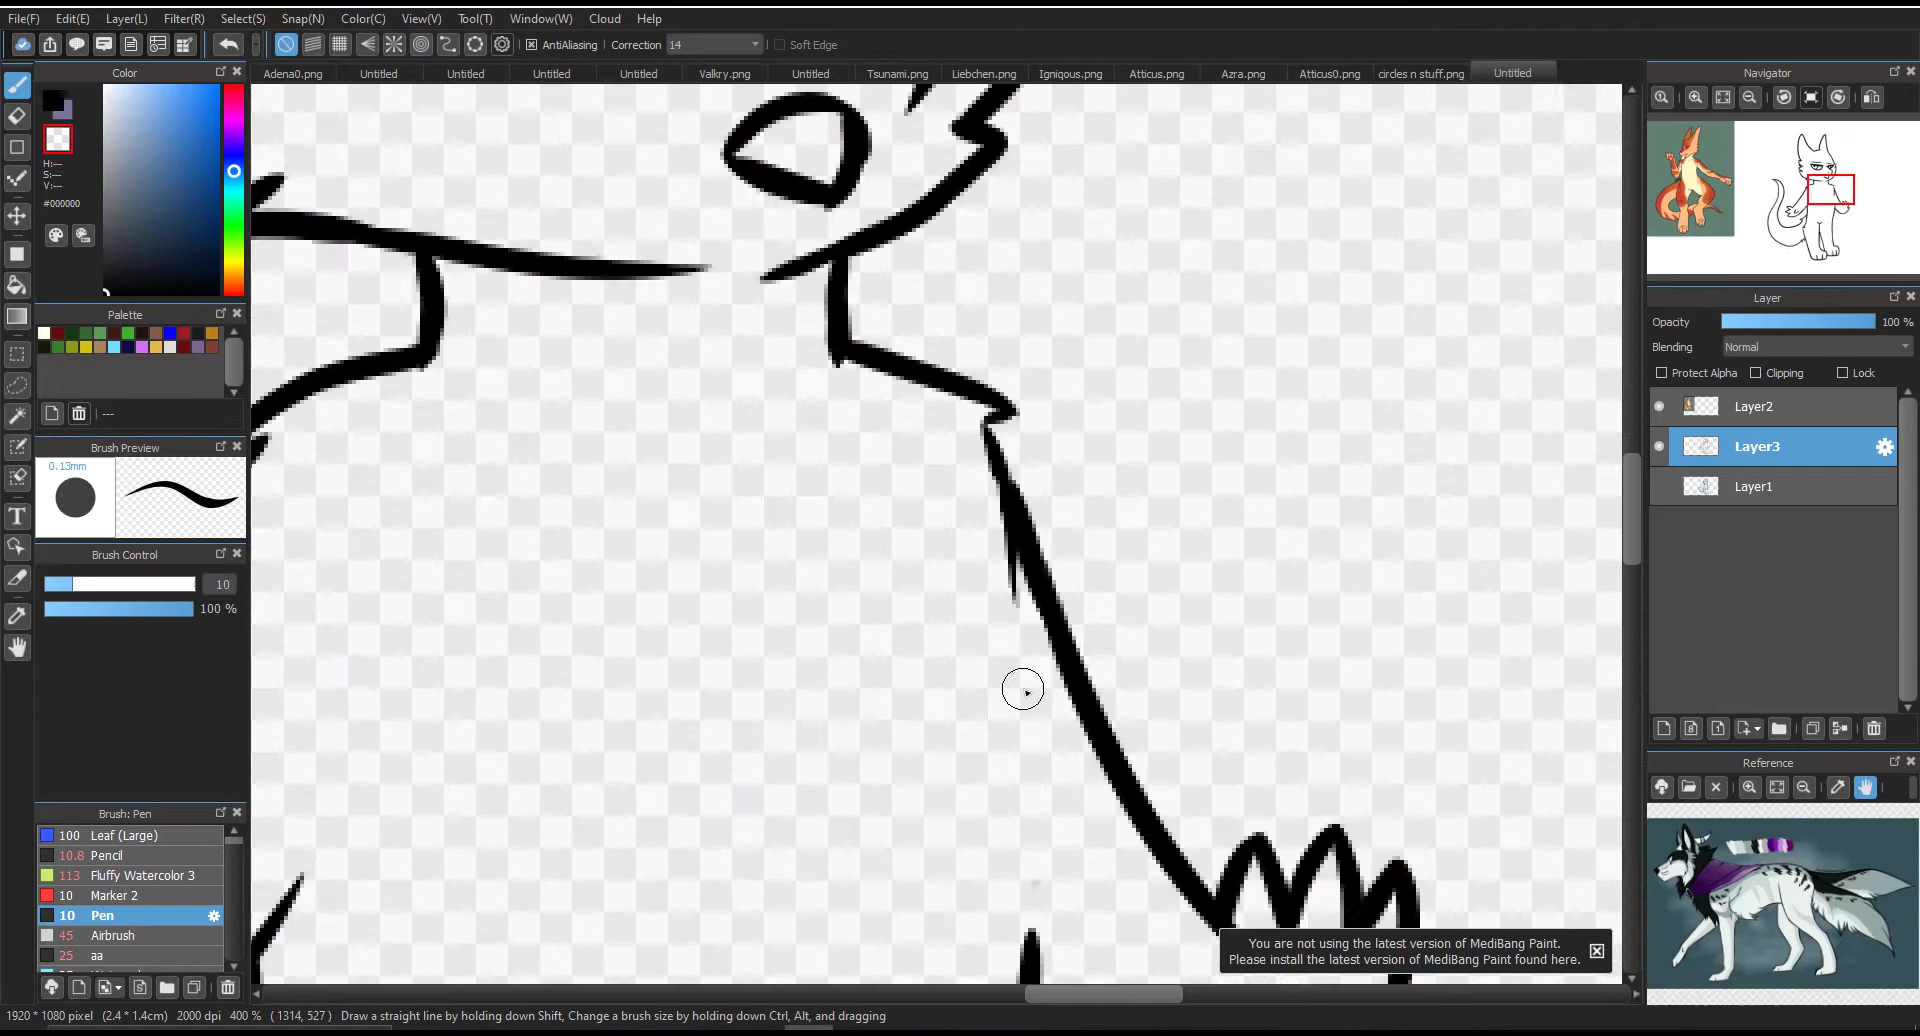 File(F) Edit(E) Layer(L) Filter(R) Select(S) Snap(N) Color(C) View(V) Tool(T) Window(W) Cloud Help
AntiAliasing Correction 14 Soft Edge
Color
Adena0.png Untitled Untitled Untitled Untitled Valkry.png Untitled Tsunami.png Liebchen.png Igniqous.png Atticus.png Azra.png Atticus0.png circles n stuff.png Untitled
Navigator
H:---
S:---
V:---
#000000
Palette
---
Brush Preview
0.13mm
Brush Control
10
100 %
Brush: Pen
100 Leaf (Large)
10.8 Pencil
113 Fluffy Watercolor 3
10 Marker 2
10 Pen
45 Airbrush
25 aa
Layer
Opacity 100 %
Blending Normal
Protect Alpha Clipping Lock
Layer2
Layer3
Layer1
Reference
You are not using the latest version of MediBang Paint.
Please install the latest version of MediBang Paint found here.
1920 * 1080 pixel (2.4 * 1.4cm) 2000 dpi 400 % ( 1314, 527 ) Draw a straight line by holding down Shift, Change a brush size by holding down Ctrl, Alt, and dragging